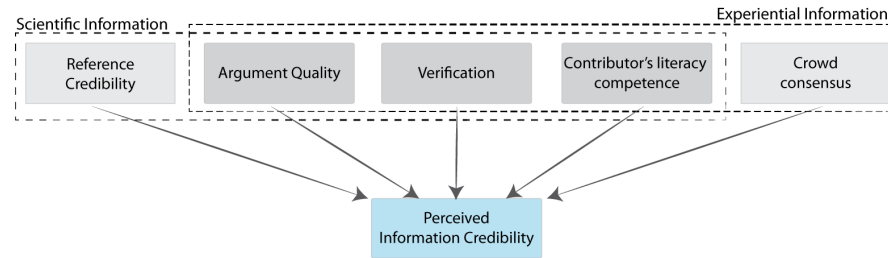 Scientific Information
Experiential Information
Reference
Credibility
Argument Quality
Verification
Contributor's literacy
competence
Crowd
consensus
Perceived
Information Credibility